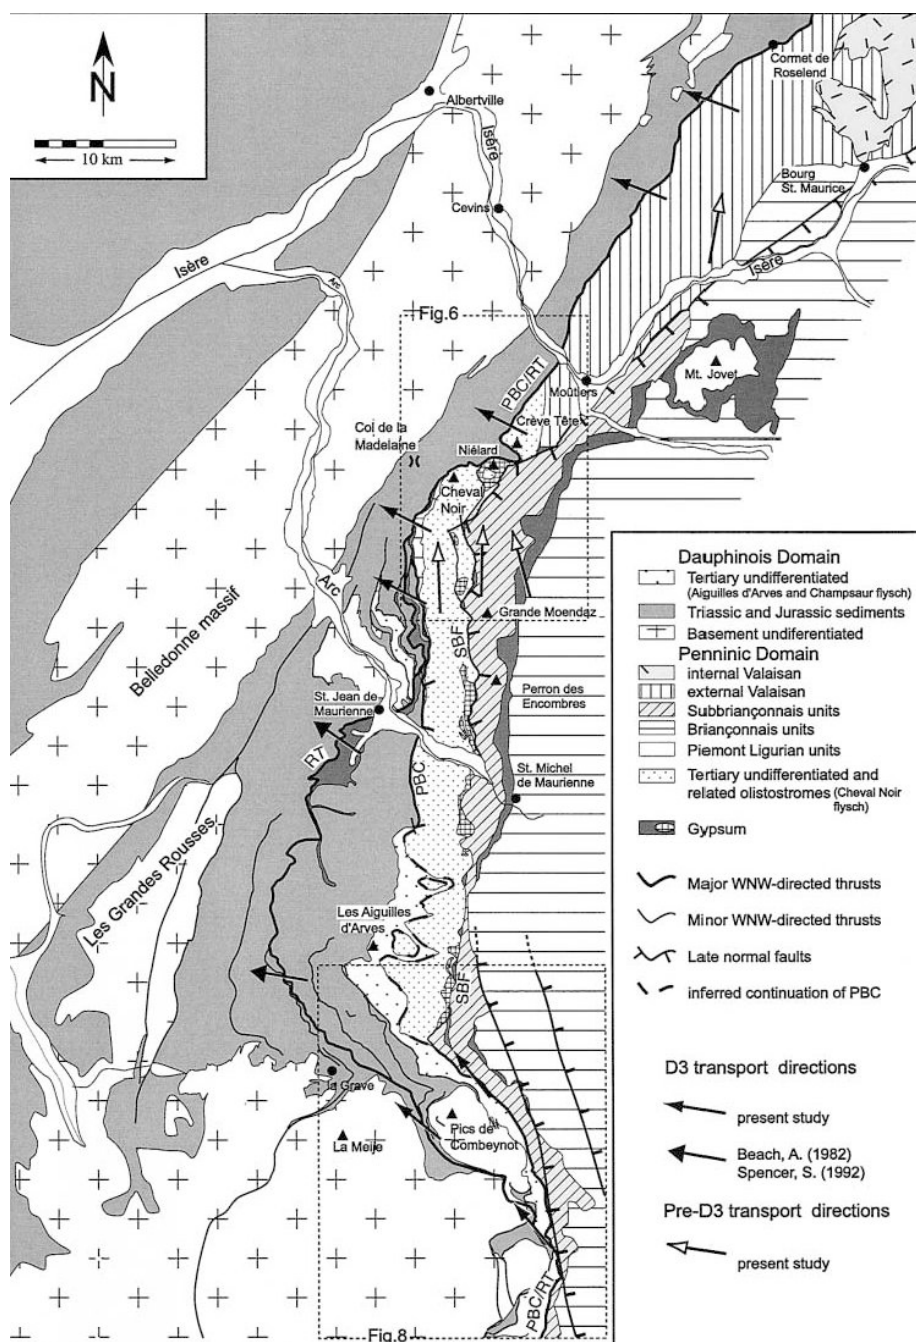 N
10 km
Albertville
Isère
Cevins
Cormet de
Roselend
Bourg
St. Maurice
Isère
Arc
Isère
Fig.6
PBC/RT
Moûtiers
Mt. Jovet
Crève Tête
Col de la
Madelaine
Niélard
Cheval
Noir
Arc
Grande Moendaz
SBF
Belledonne massif
Perron des
Encombres
St. Jean de
Maurienne
RT
PBC
St. Michel
de Maurienne
Les Grandes Rousses
Les Aiguilles
d'Arves
SBF
la Grave
Pics de
Combeynot
La Meije
PBC/RT
Fig.8
Dauphinois Domain
Tertiary undifferentiated
(Aiguilles d'Arves and Champsaur flysch)
Triassic and Jurassic sediments
Basement undifferentiated
Penninic Domain
internal Valaisan
external Valaisan
Subbriançonnais units
Briançonnais units
Piemont Ligurian units
Tertiary undifferentiated and
related olistostromes (Cheval Noir
flysch)
Gypsum
Major WNW-directed thrusts
Minor WNW-directed thrusts
Late normal faults
inferred continuation of PBC
D3 transport directions
present study
Beach, A. (1982)
Spencer, S. (1992)
Pre-D3 transport directions
present study